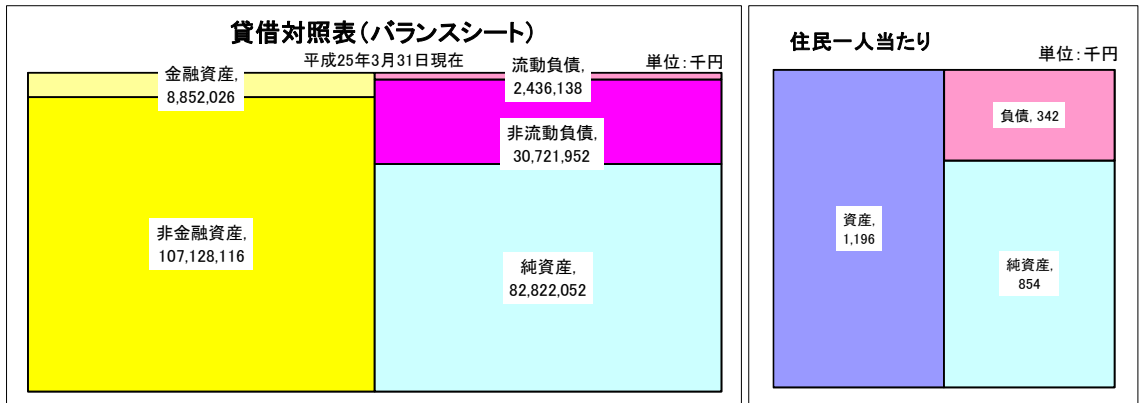 貸借対照表(バランスシート)
平成25年3月31日現在
単位:千円
金融資産,
8,852,026
流動負債,
2,436,138
非流動負債,
30,721,952
非金融資産,
107,128,116
純資産,
82,822,052
住民一人当たり
単位:千円
負債, 342
資産,
1,196
純資産,
854